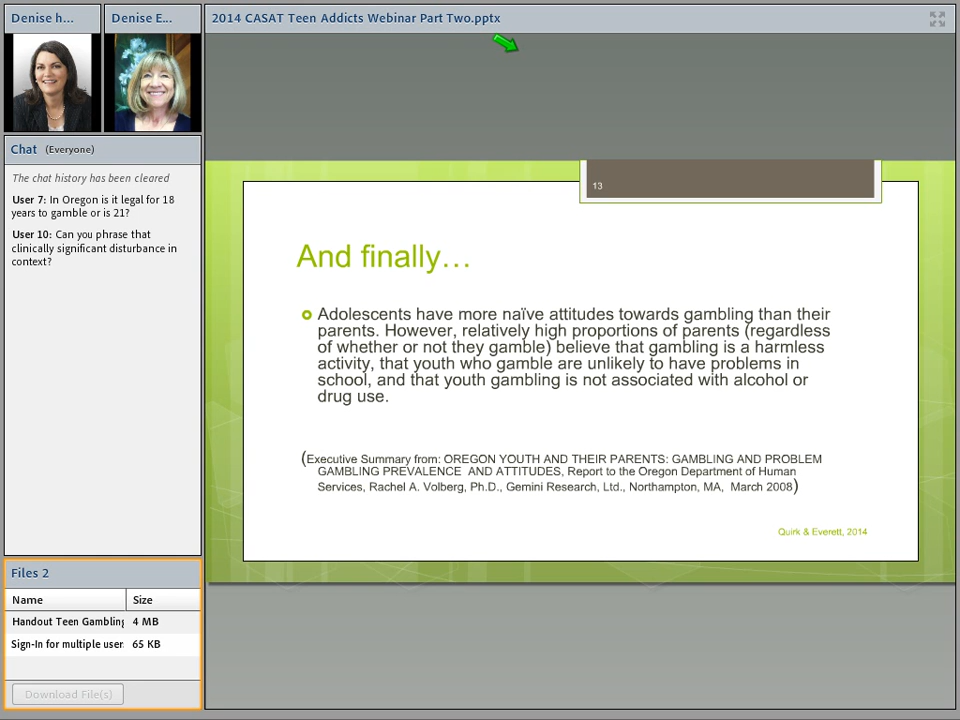 Denise h...
Denise E...
2014 CASAT Teen Addicts Webinar Part Two.pptx
Chat (Everyone)
The chat history has been cleared
User 7: In Oregon is it legal for 18
years to gamble or is 21?
User 10: Can you phrase that
clinically significant disturbance in
context?
Files 2
Name Size
Handout Teen Gambling 4 MB
Sign-In for multiple user 65 KB
Download File(s)
13
And finally…
Adolescents have more naïve attitudes towards gambling than their
parents. However, relatively high proportions of parents (regardless
of whether or not they gamble) believe that gambling is a harmless
activity, that youth who gamble are unlikely to have problems in
school, and that youth gambling is not associated with alcohol or
drug use.
(Executive Summary from: OREGON YOUTH AND THEIR PARENTS: GAMBLING AND PROBLEM
GAMBLING PREVALENCE AND ATTITUDES, Report to the Oregon Department of Human
Services, Rachel A. Volberg, Ph.D., Gemini Research, Ltd., Northampton, MA, March 2008)
Quirk & Everett, 2014